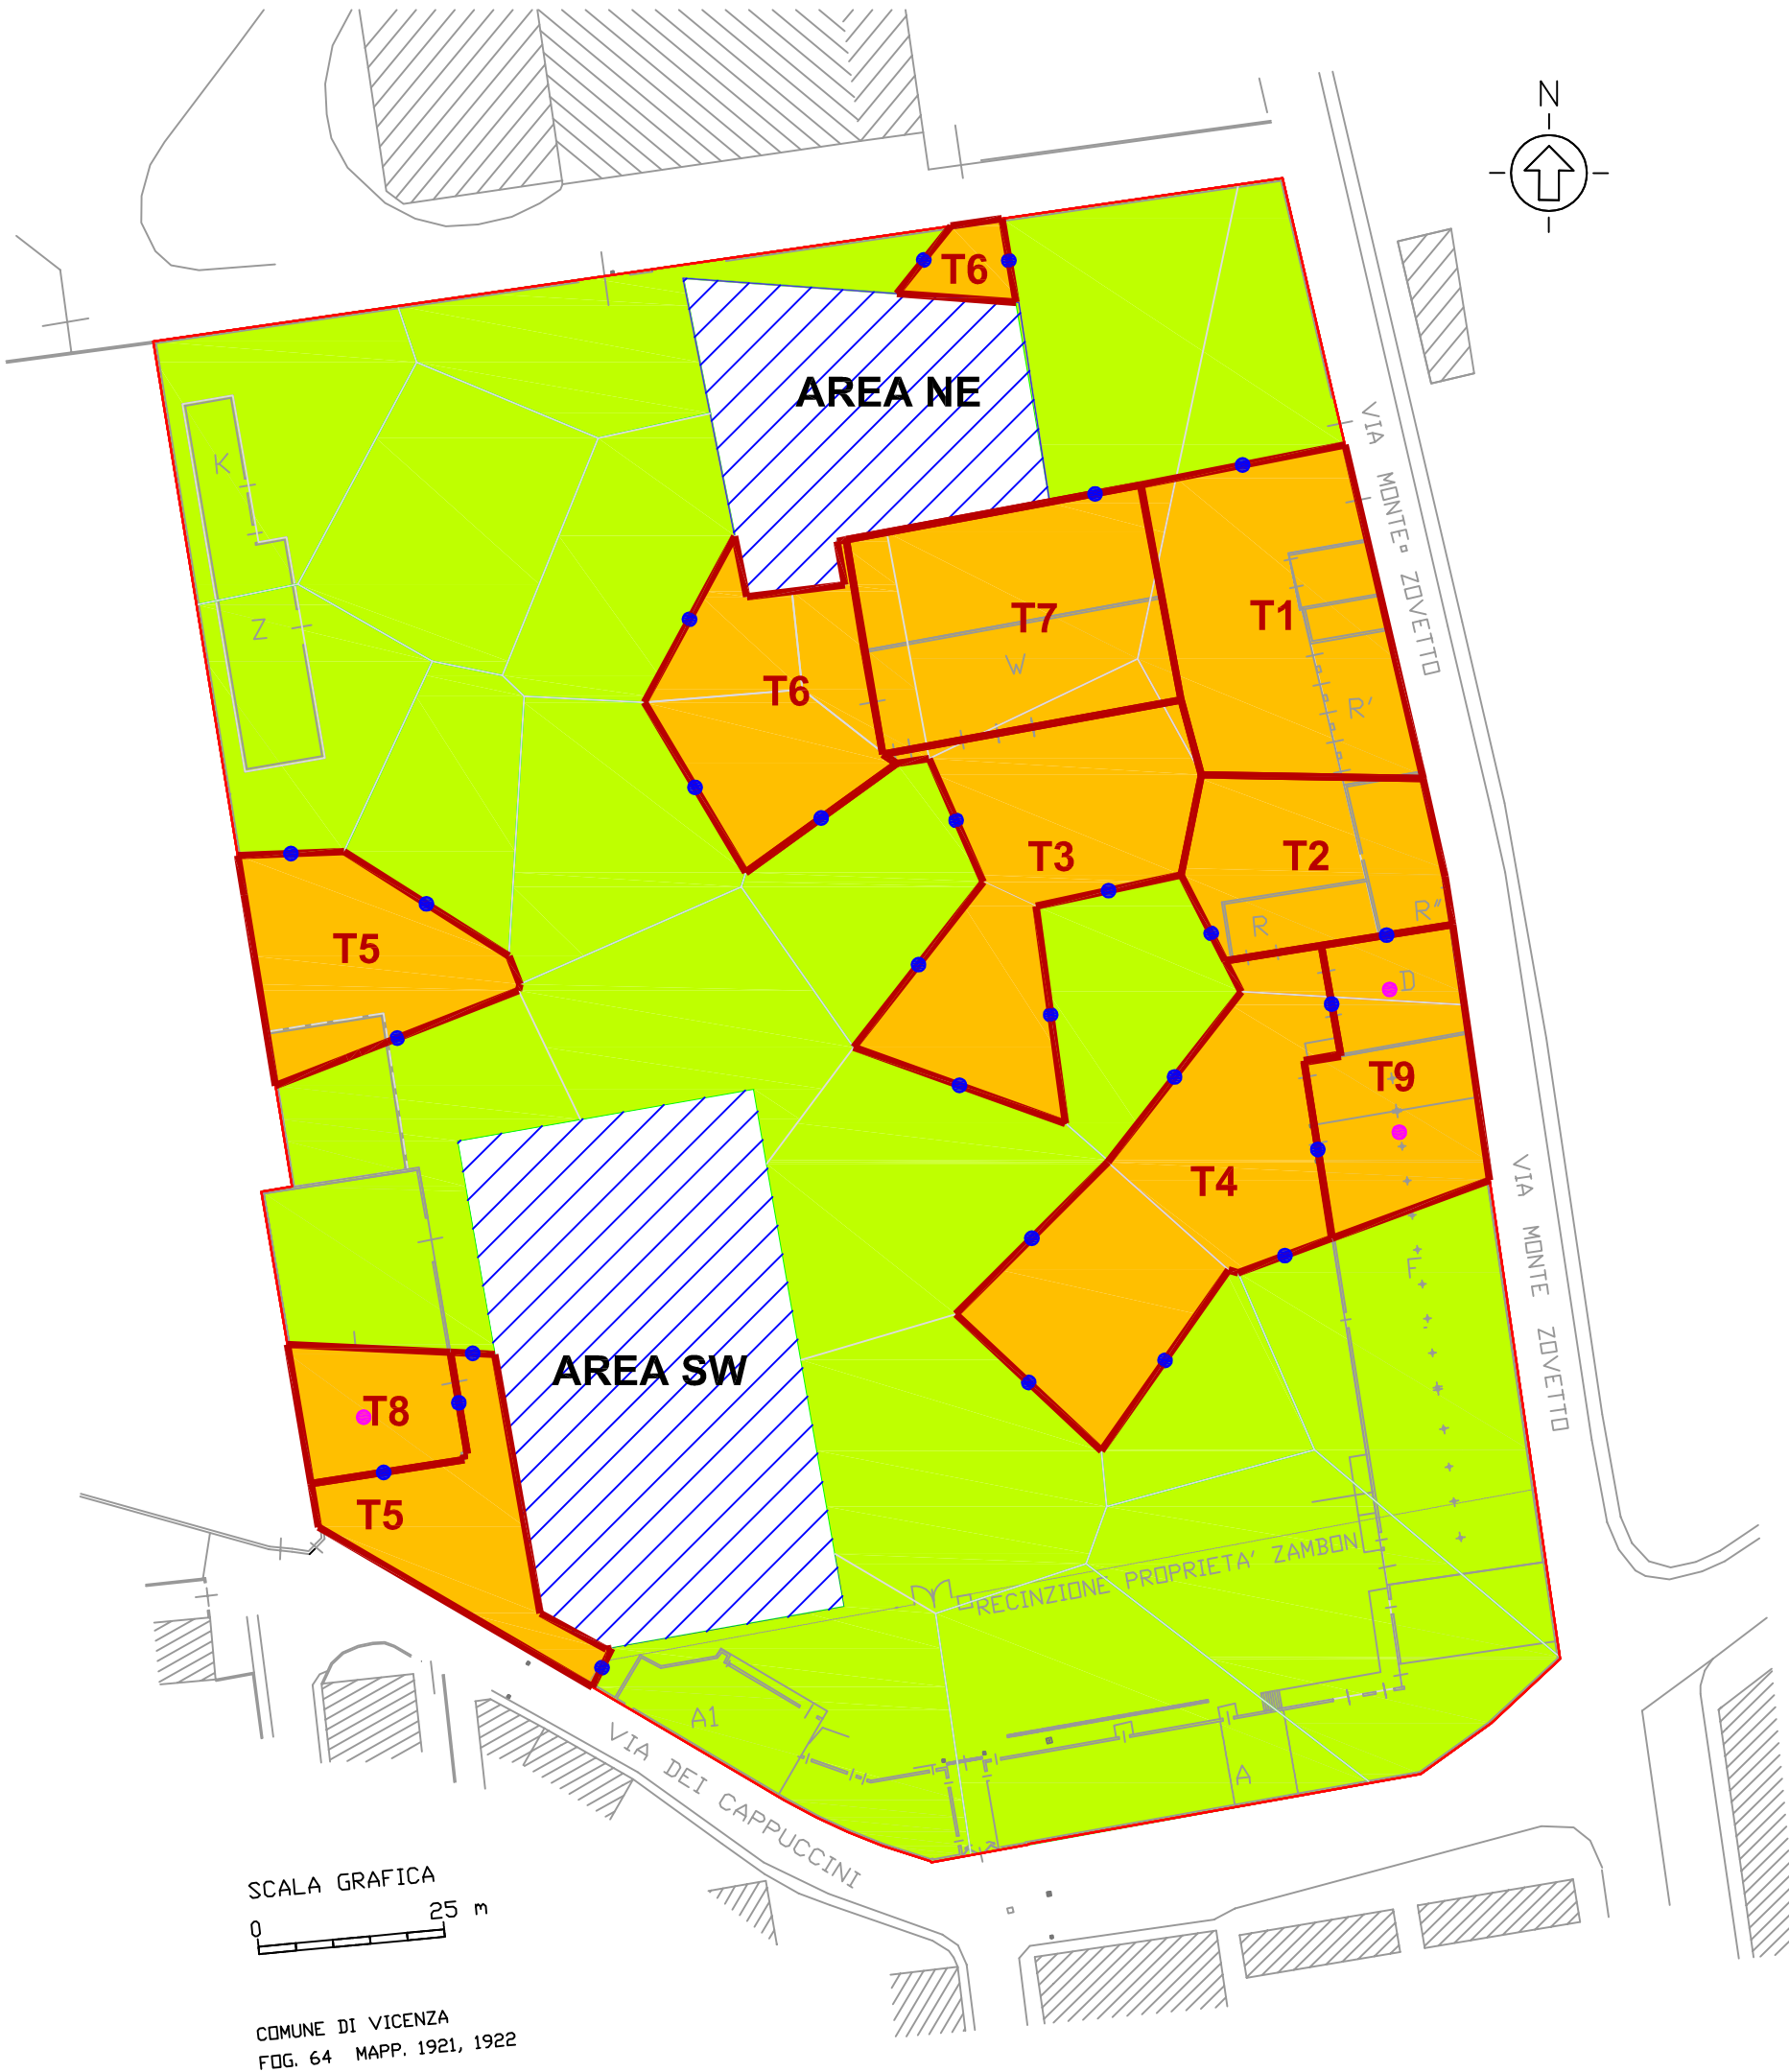 N
T6
AREA NE
VIA MONTE ZOVETTO
K
Z
T7
T1
W
T6
R'
T3
T2
R
R"
T5
D
T9
T4
VIA MONTE ZOVETTO
F
AREA SW
T8
T5
RECINZIONE PROPRIETA' ZAMBON
A1
A
VIA DEI CAPPUCCINI
SCALA GRAFICA
0 25 m
COMUNE DI VICENZA
FOG. 64 MAPP. 1921, 1922